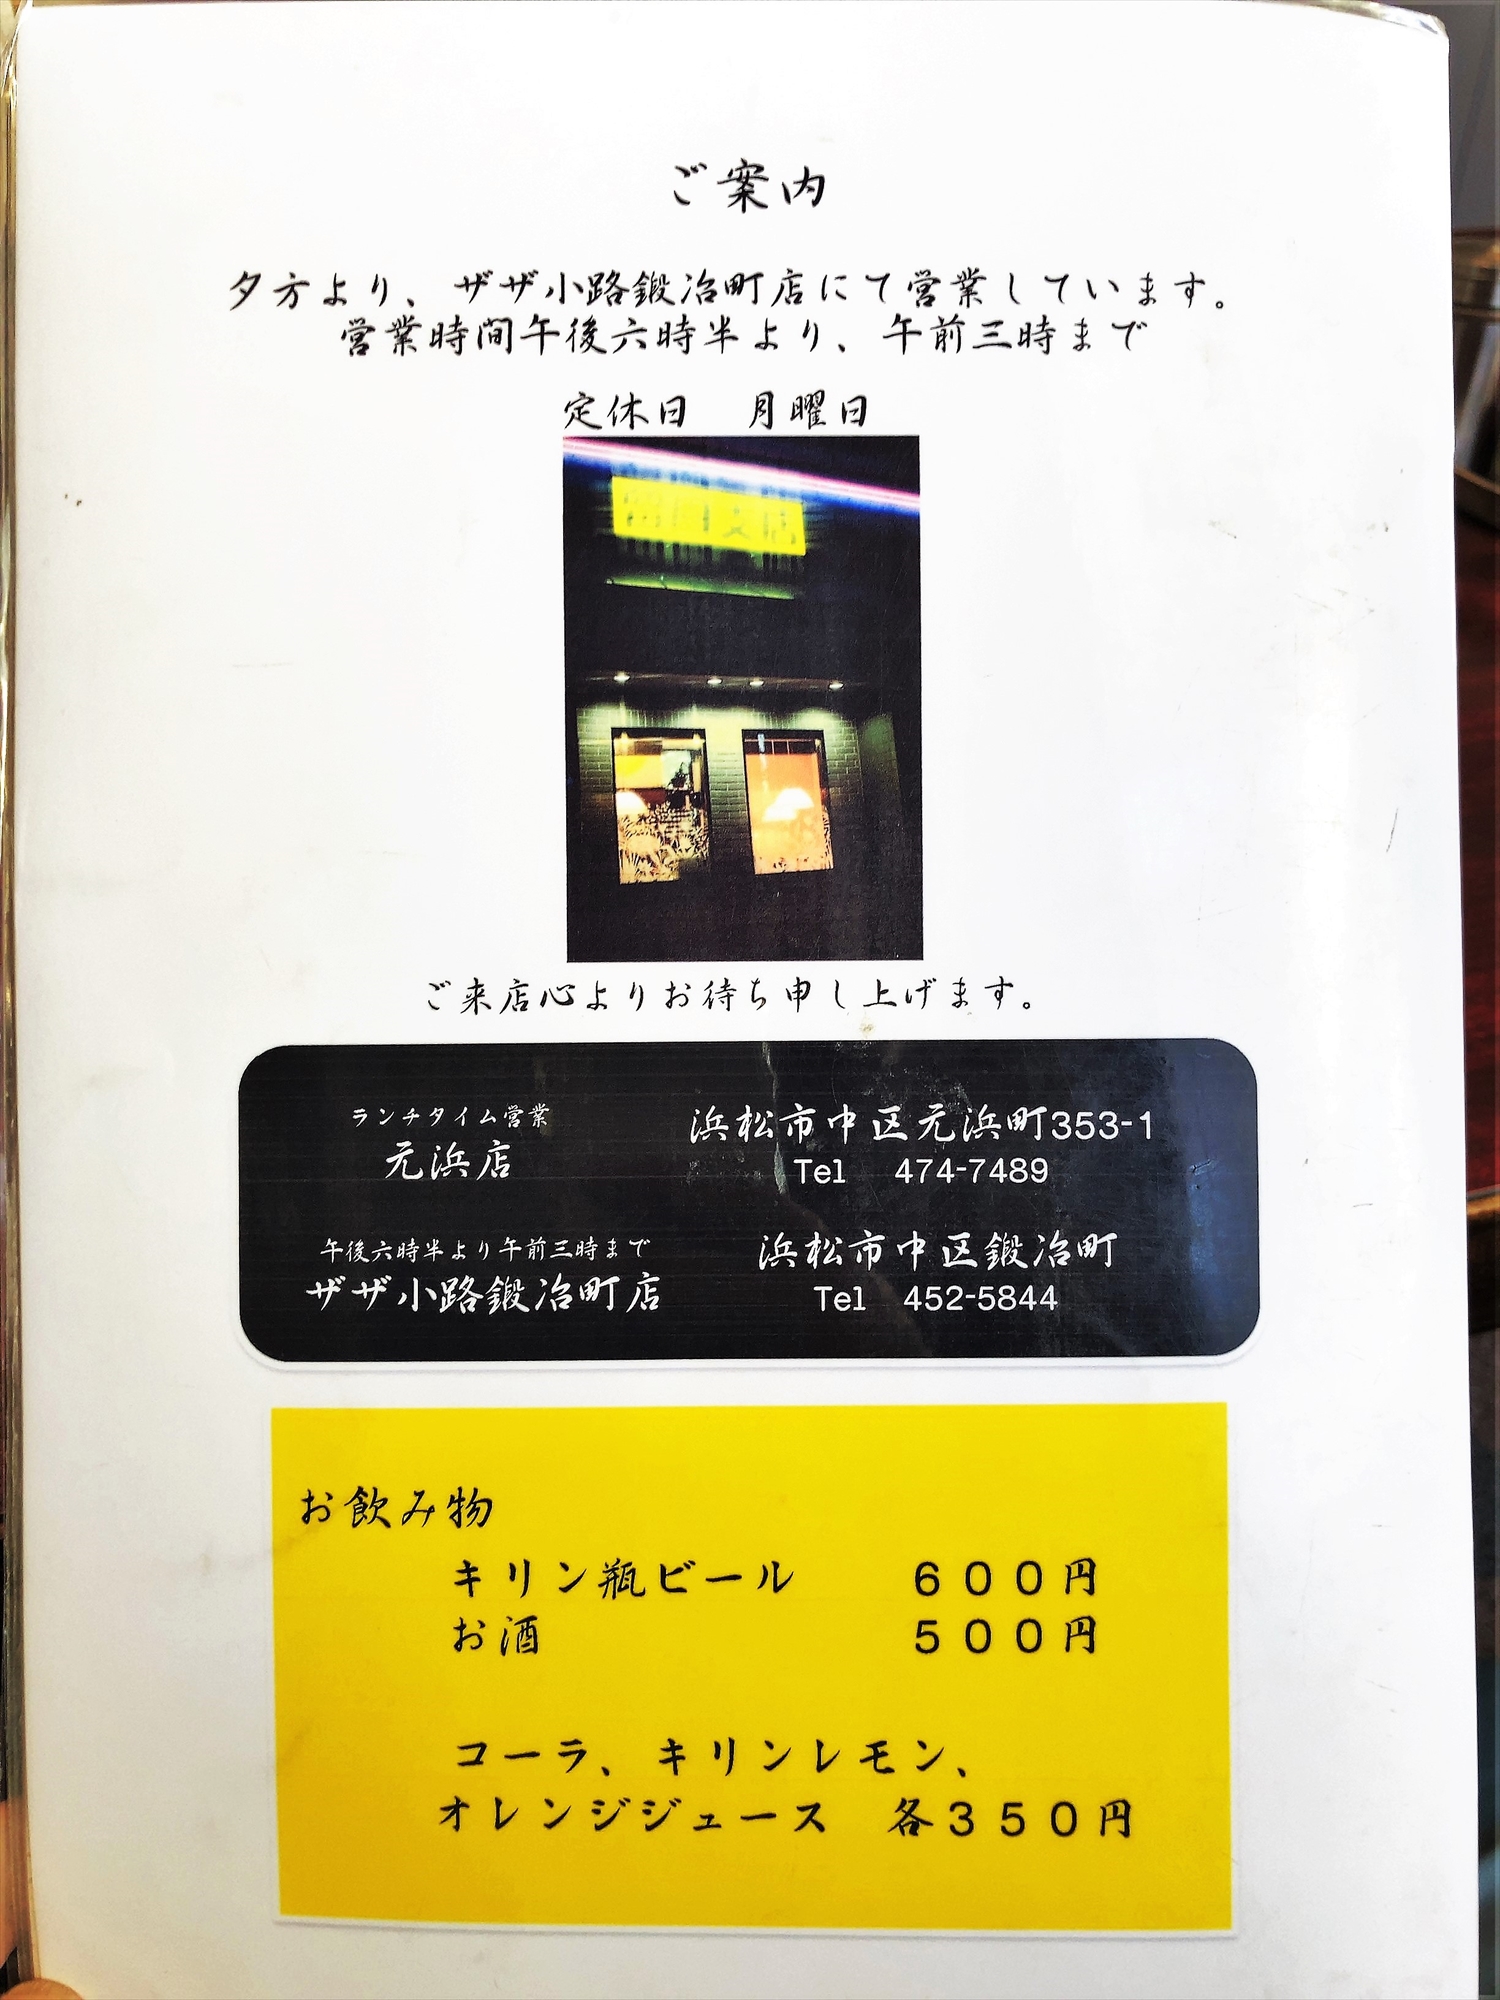 ご案内
夕方より、ザザ小路鍛冶町店にて営業しています。
営業時間午後六時半より、午前三時まで
定休日　月曜日
ご来店心よりお待ち申し上げます。
ランチタイム営業
元浜店
浜松市中区元浜町353-1
Tel 474-7489
午後六時半より午前三時まで
ザザ小路鍛冶町店
浜松市中区鍛冶町
Tel 452-5844
お飲み物
キリン瓶ビール　６００円
お酒　５００円
コーラ、キリンレモン、
オレンジジュース　各３５０円